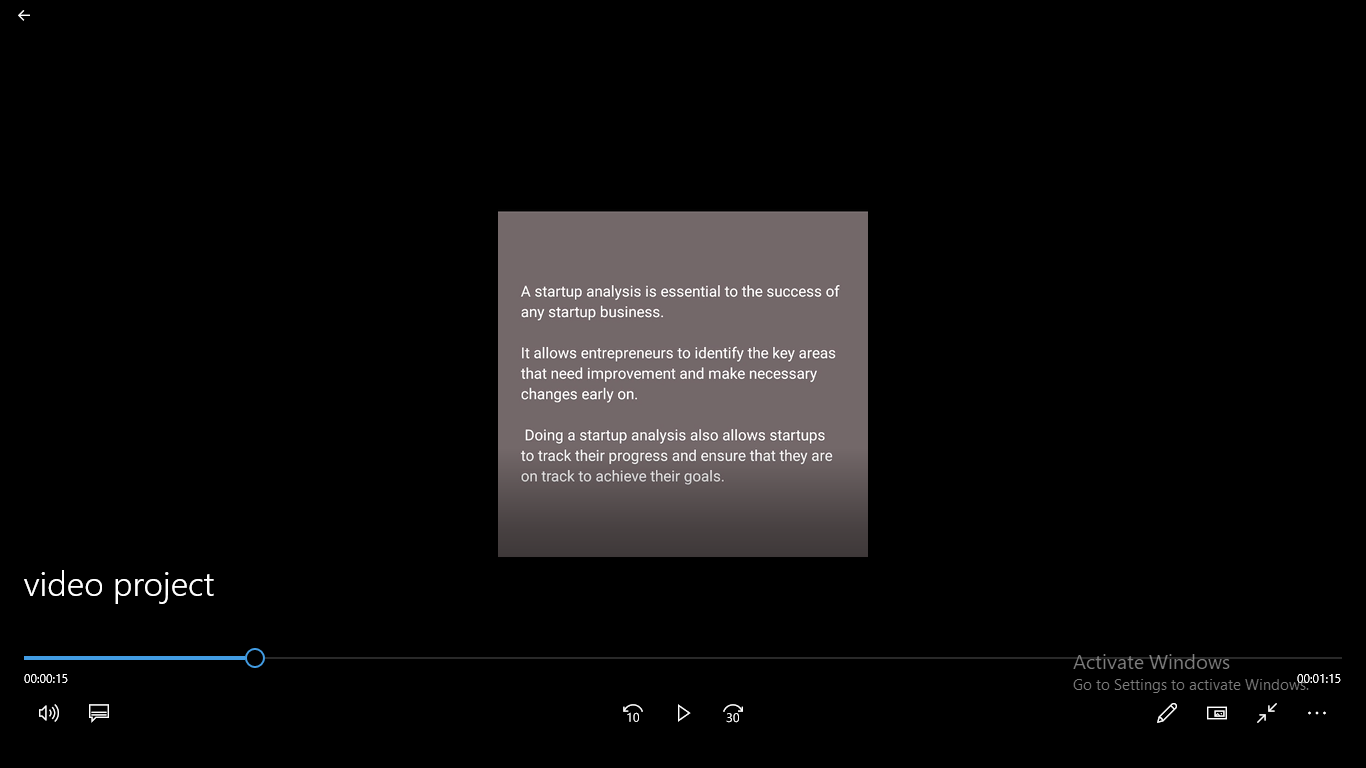 A startup analysis is essential to the success of
any startup business.
It allows entrepreneurs to identify the key areas
that need improvement and make necessary
changes early on.
Doing a startup analysis also allows startups
to track their progress and ensure that they are
on track to achieve their goals.
video project
Activate Windows
00:00:15
00:01:15
Go to Settings to activate Windows.
10
30